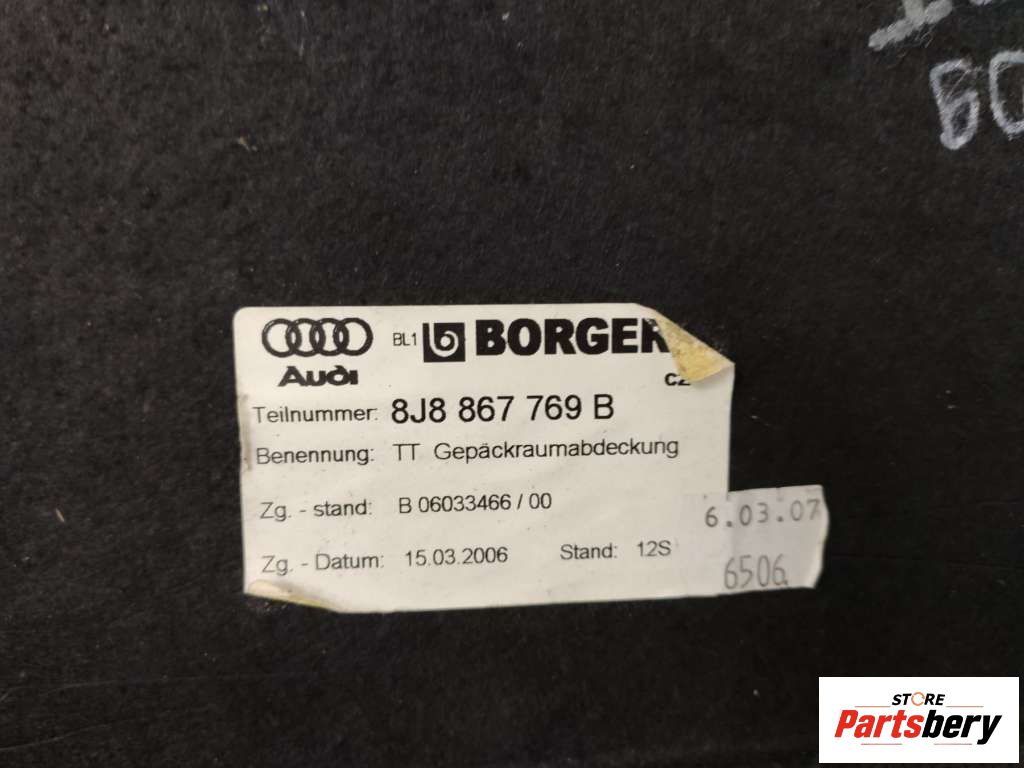 60
Audi BL1 b BORGER
CZ
Teilnummer: 8J8 867 769 B
Benennung: TT Gepäckraumabdeckung
Zg. - stand: B 06033466 / 00
6.03.07
Zg. - Datum: 15.03.2006 Stand: 12S
6506
STORE
Partsbery